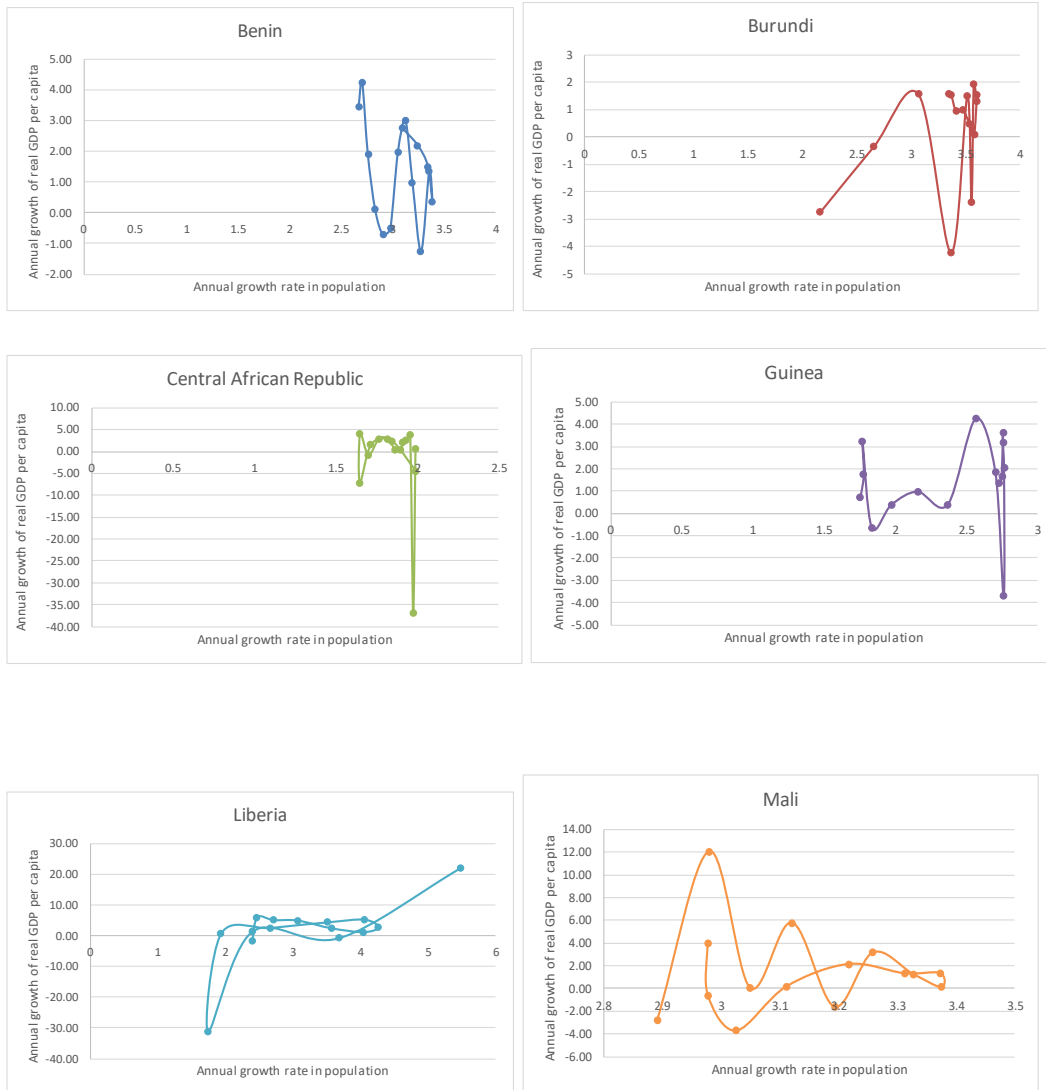 Benin
5.00
4.00
3.00
2.00
1.00
0.00
-1.00
-2.00
0 0.5 1 1.5 2 2.5 3 3.5 4
Annual growth of real GDP per capita
Annual growth rate in population
Burundi
3
2
1
0
-1
-2
-3
-4
-5
0 0.5 1 1.5 2 2.5 3 3.5 4
Annual growth of real GDP per capita
Annual growth rate in population
Central African Republic
10.00
5.00
0.00
-5.00
-10.00
-15.00
-20.00
-25.00
-30.00
-35.00
-40.00
0 0.5 1 1.5 2 2.5
Annual growth of real GDP per capita
Annual growth rate in population
Guinea
5.00
4.00
3.00
2.00
1.00
0.00
-1.00
-2.00
-3.00
-4.00
-5.00
0 0.5 1 1.5 2 2.5 3
Annual growth of real GDP per capita
Annual growth rate in population
Liberia
30.00
20.00
10.00
0.00
-10.00
-20.00
-30.00
-40.00
0 1 2 3 4 5 6
Annual growth of real GDP per capita
Annual growth rate in population
Mali
14.00
12.00
10.00
8.00
6.00
4.00
2.00
0.00
-2.00
-4.00
-6.00
2.8 2.9 3 3.1 3.2 3.3 3.4 3.5
Annual growth of real GDP per capita
Annual growth rate in population